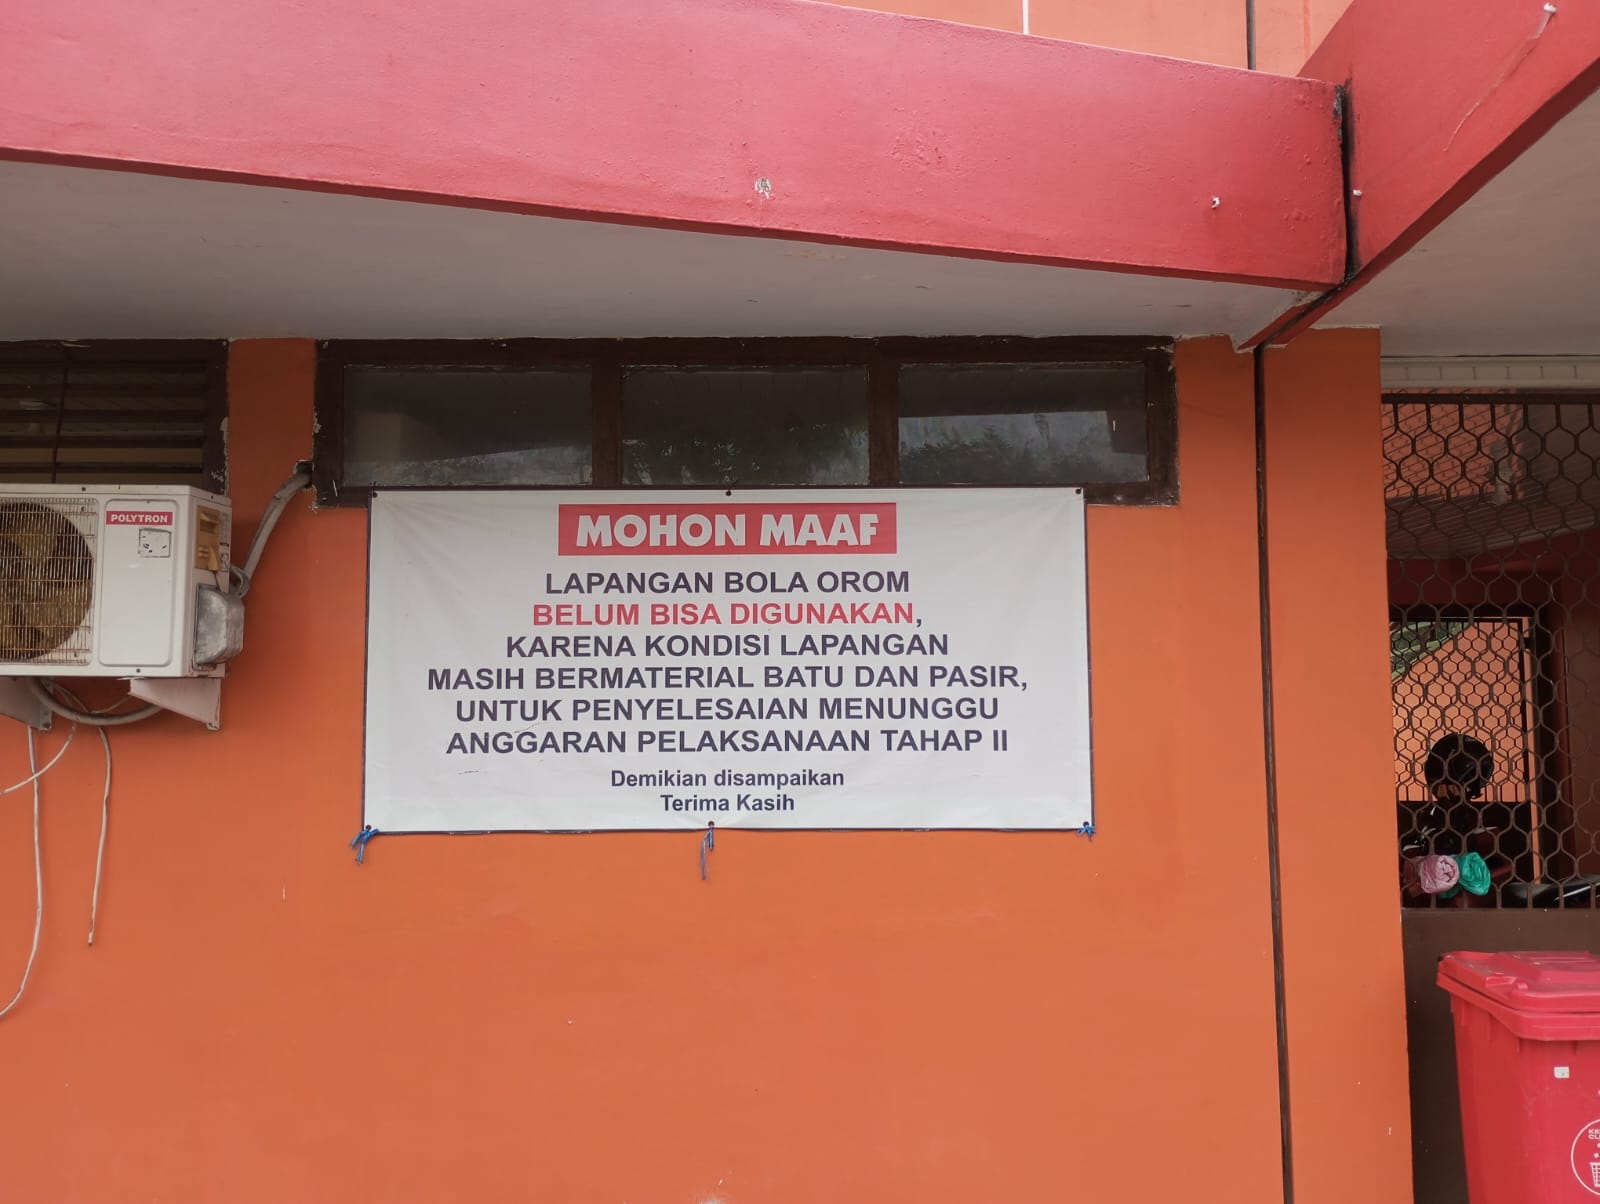 MOHON MAAF
LAPANGAN BOLA OROM
BELUM BISA DIGUNAKAN,
KARENA KONDISI LAPANGAN
MASIH BERMATERIAL BATU DAN PASIR,
UNTUK PENYELESAIAN MENUNGGU
ANGGARAN PELAKSANAAN TAHAP II
Demikian disampaikan
Terima Kasih
POLYTRON